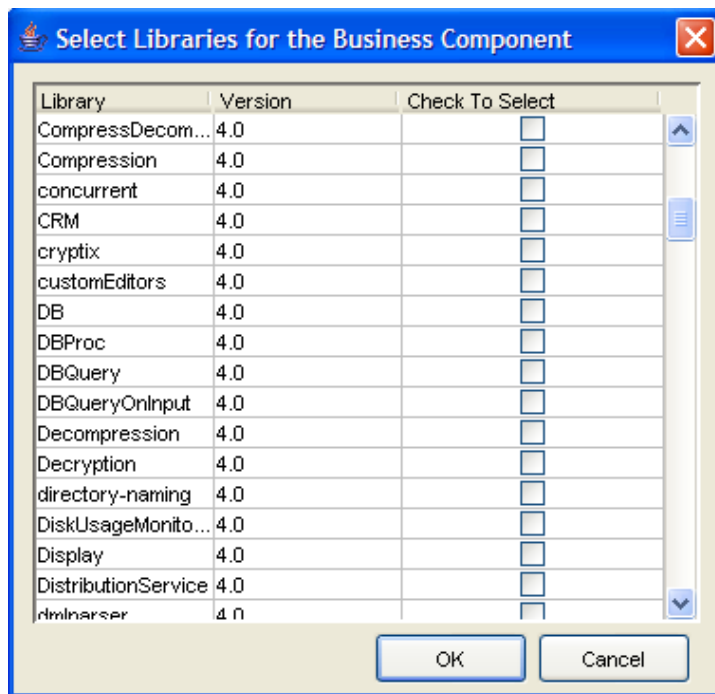 Select Libraries for the Business Component
Library Version Check To Select
CompressDecom... 4.0
Compression 4.0
concurrent 4.0
CRM 4.0
cryptix 4.0
customEditors 4.0
DB 4.0
DBProc 4.0
DBQuery 4.0
DBQueryOnInput 4.0
Decompression 4.0
Decryption 4.0
directory-naming 4.0
DiskUsageMonito... 4.0
Display 4.0
DistributionService 4.0
dmlparser 4.0
OK Cancel